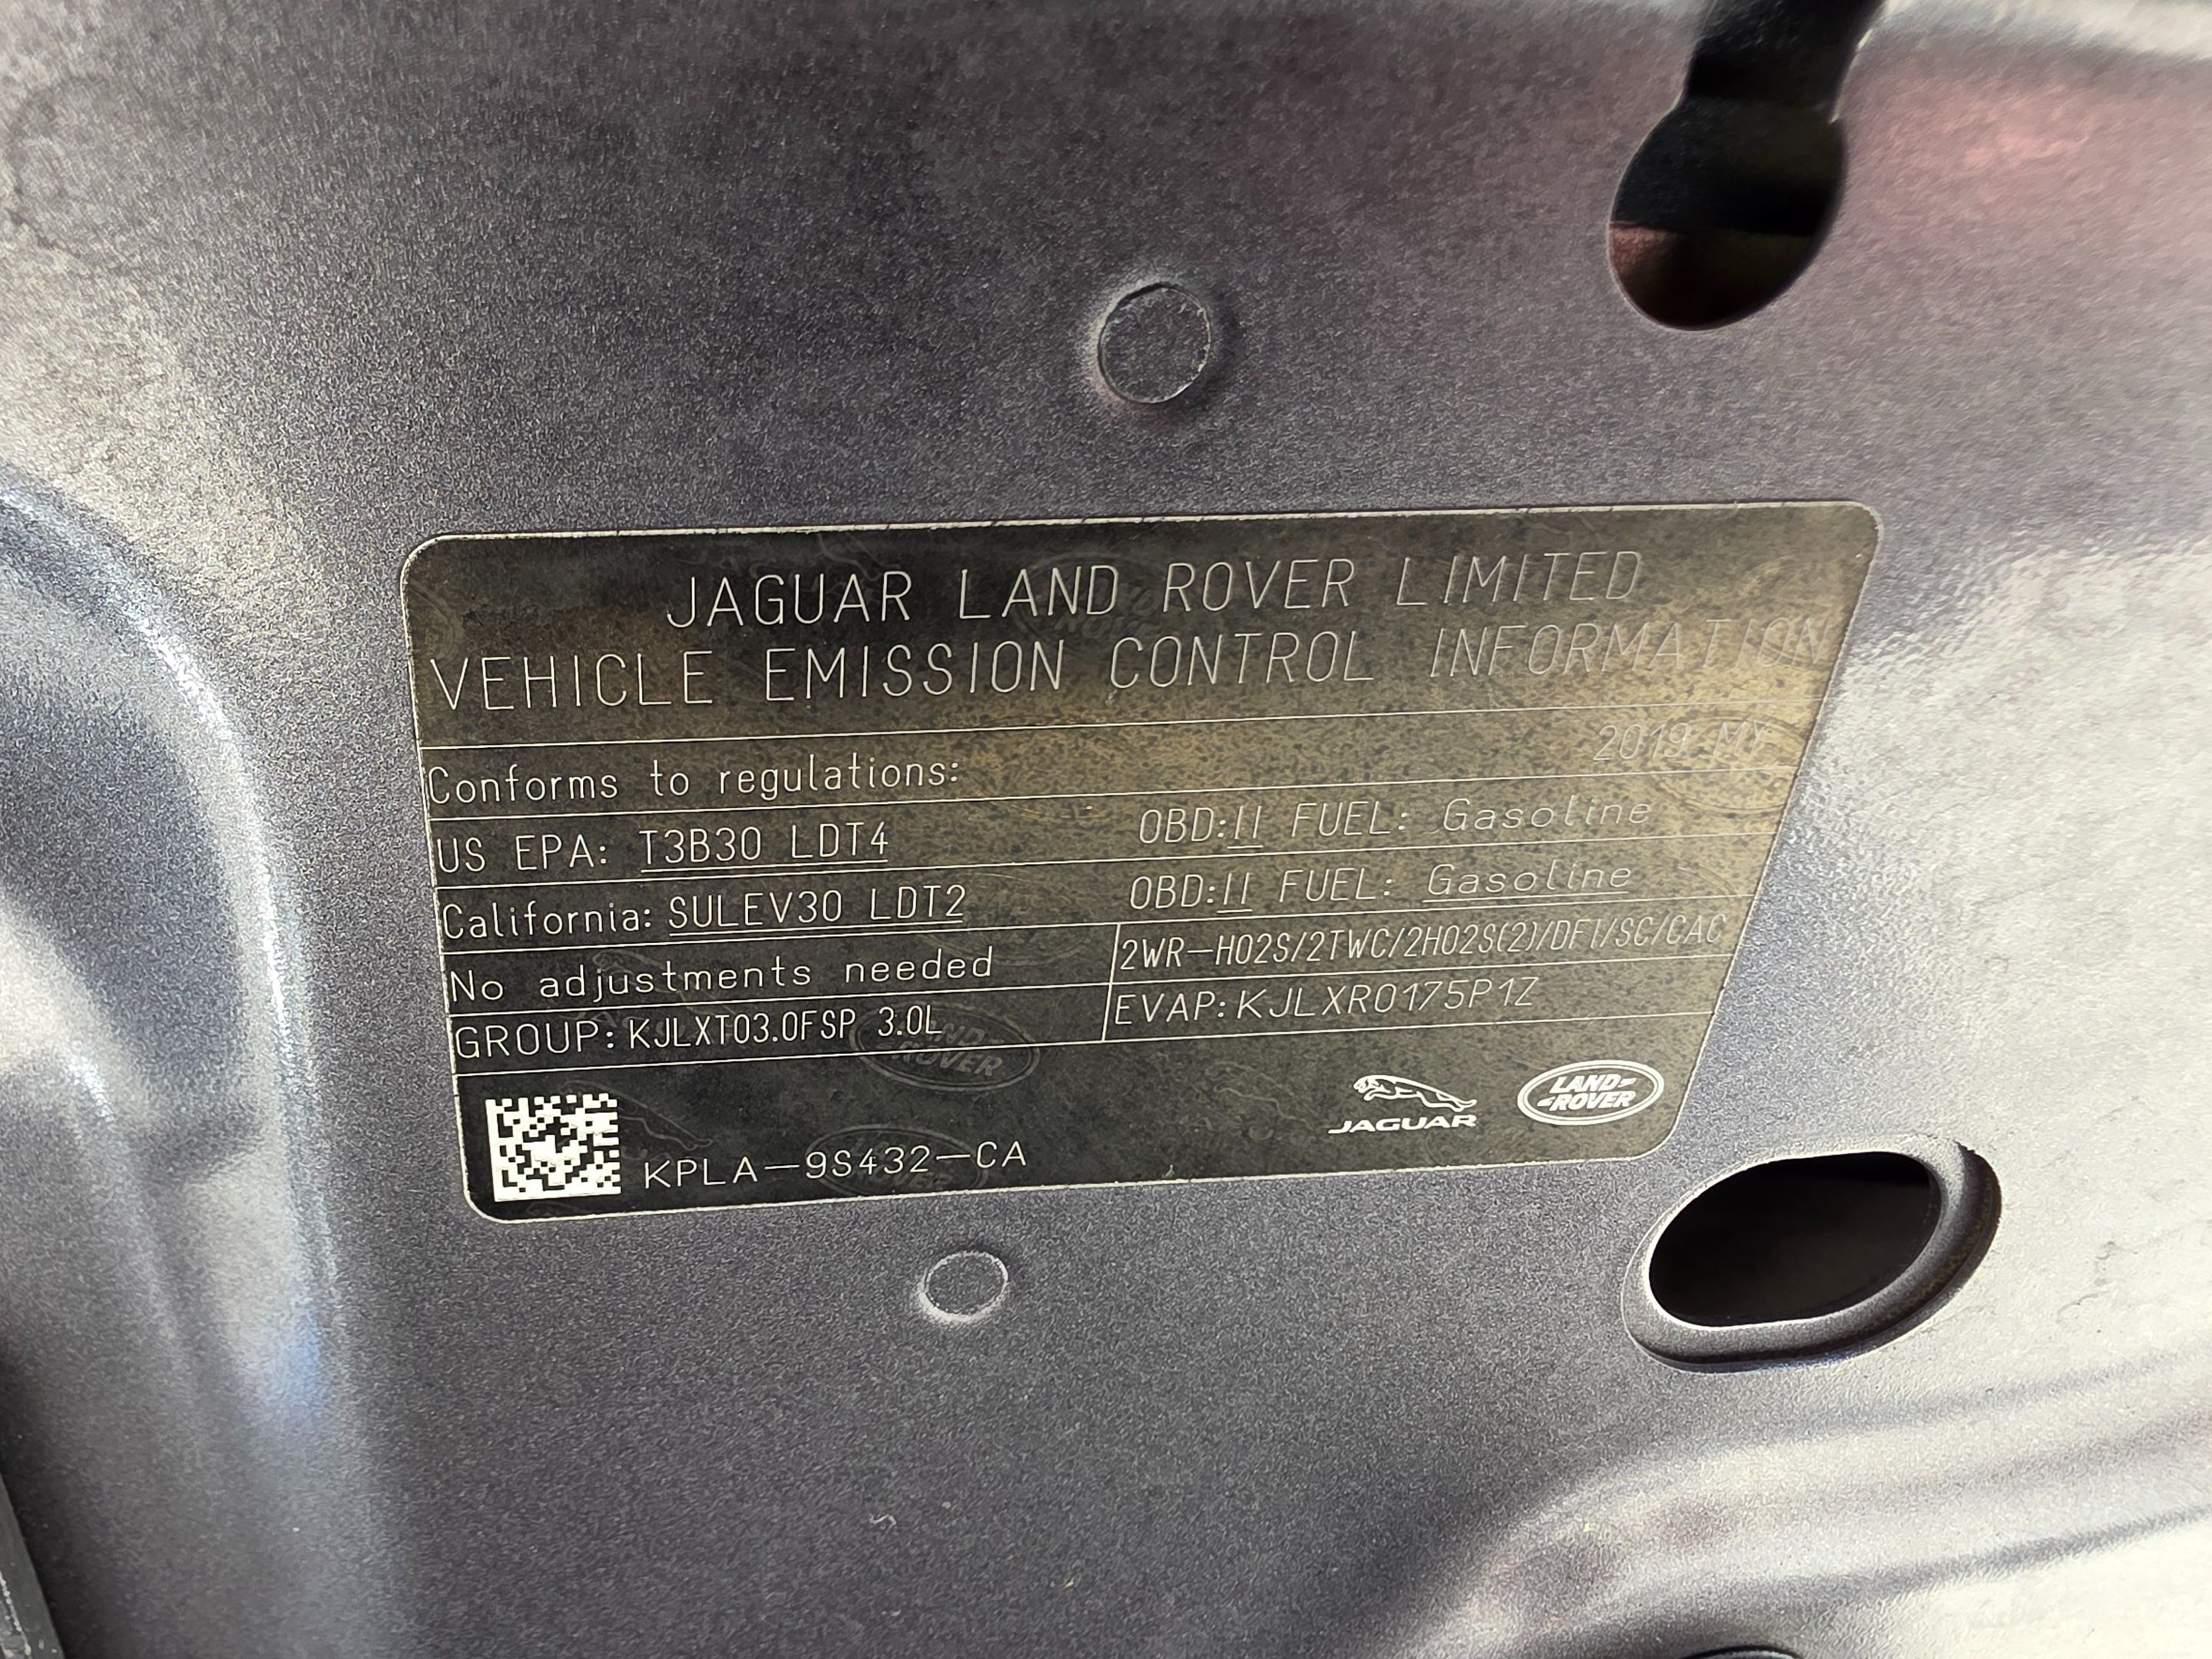 JAGUAR LAND ROVER LIMITED
VEHICLE EMISSION CONTROL INFORMATION
Conforms to regulations: 2019 MY
US EPA: T3B30 LDT4 OBD:II FUEL: Gasoline
California: SULEV30 LDT2 OBD:II FUEL: Gasoline
No adjustments needed 2WR-HO2S/2TWC/2HO2S(2)/DFI/SC/CAC
GROUP: KJLXT03.0FSP 3.0L EVAP: KJLXR0175P1Z
JAGUAR
LAND-
-ROVER
KPLA-9S432-CA